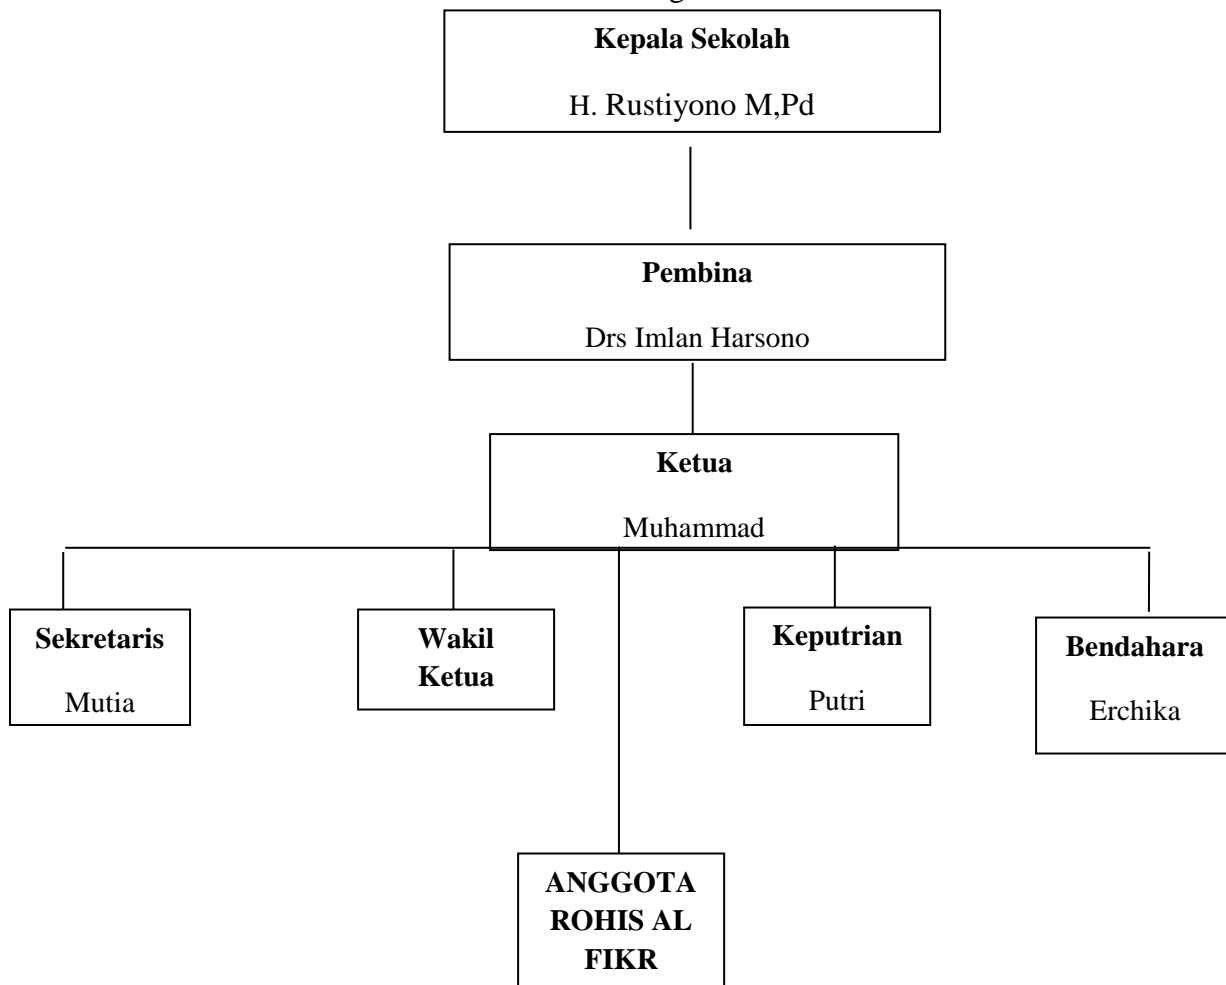 Kepala Sekolah
H. Rustiyono M,Pd
Pembina
Drs Imlan Harsono
Ketua
Muhammad
Sekretaris
Mutia
Wakil
Ketua
Keputrian
Putri
Bendahara
Erchika
ANGGOTA
ROHIS AL
FIKR